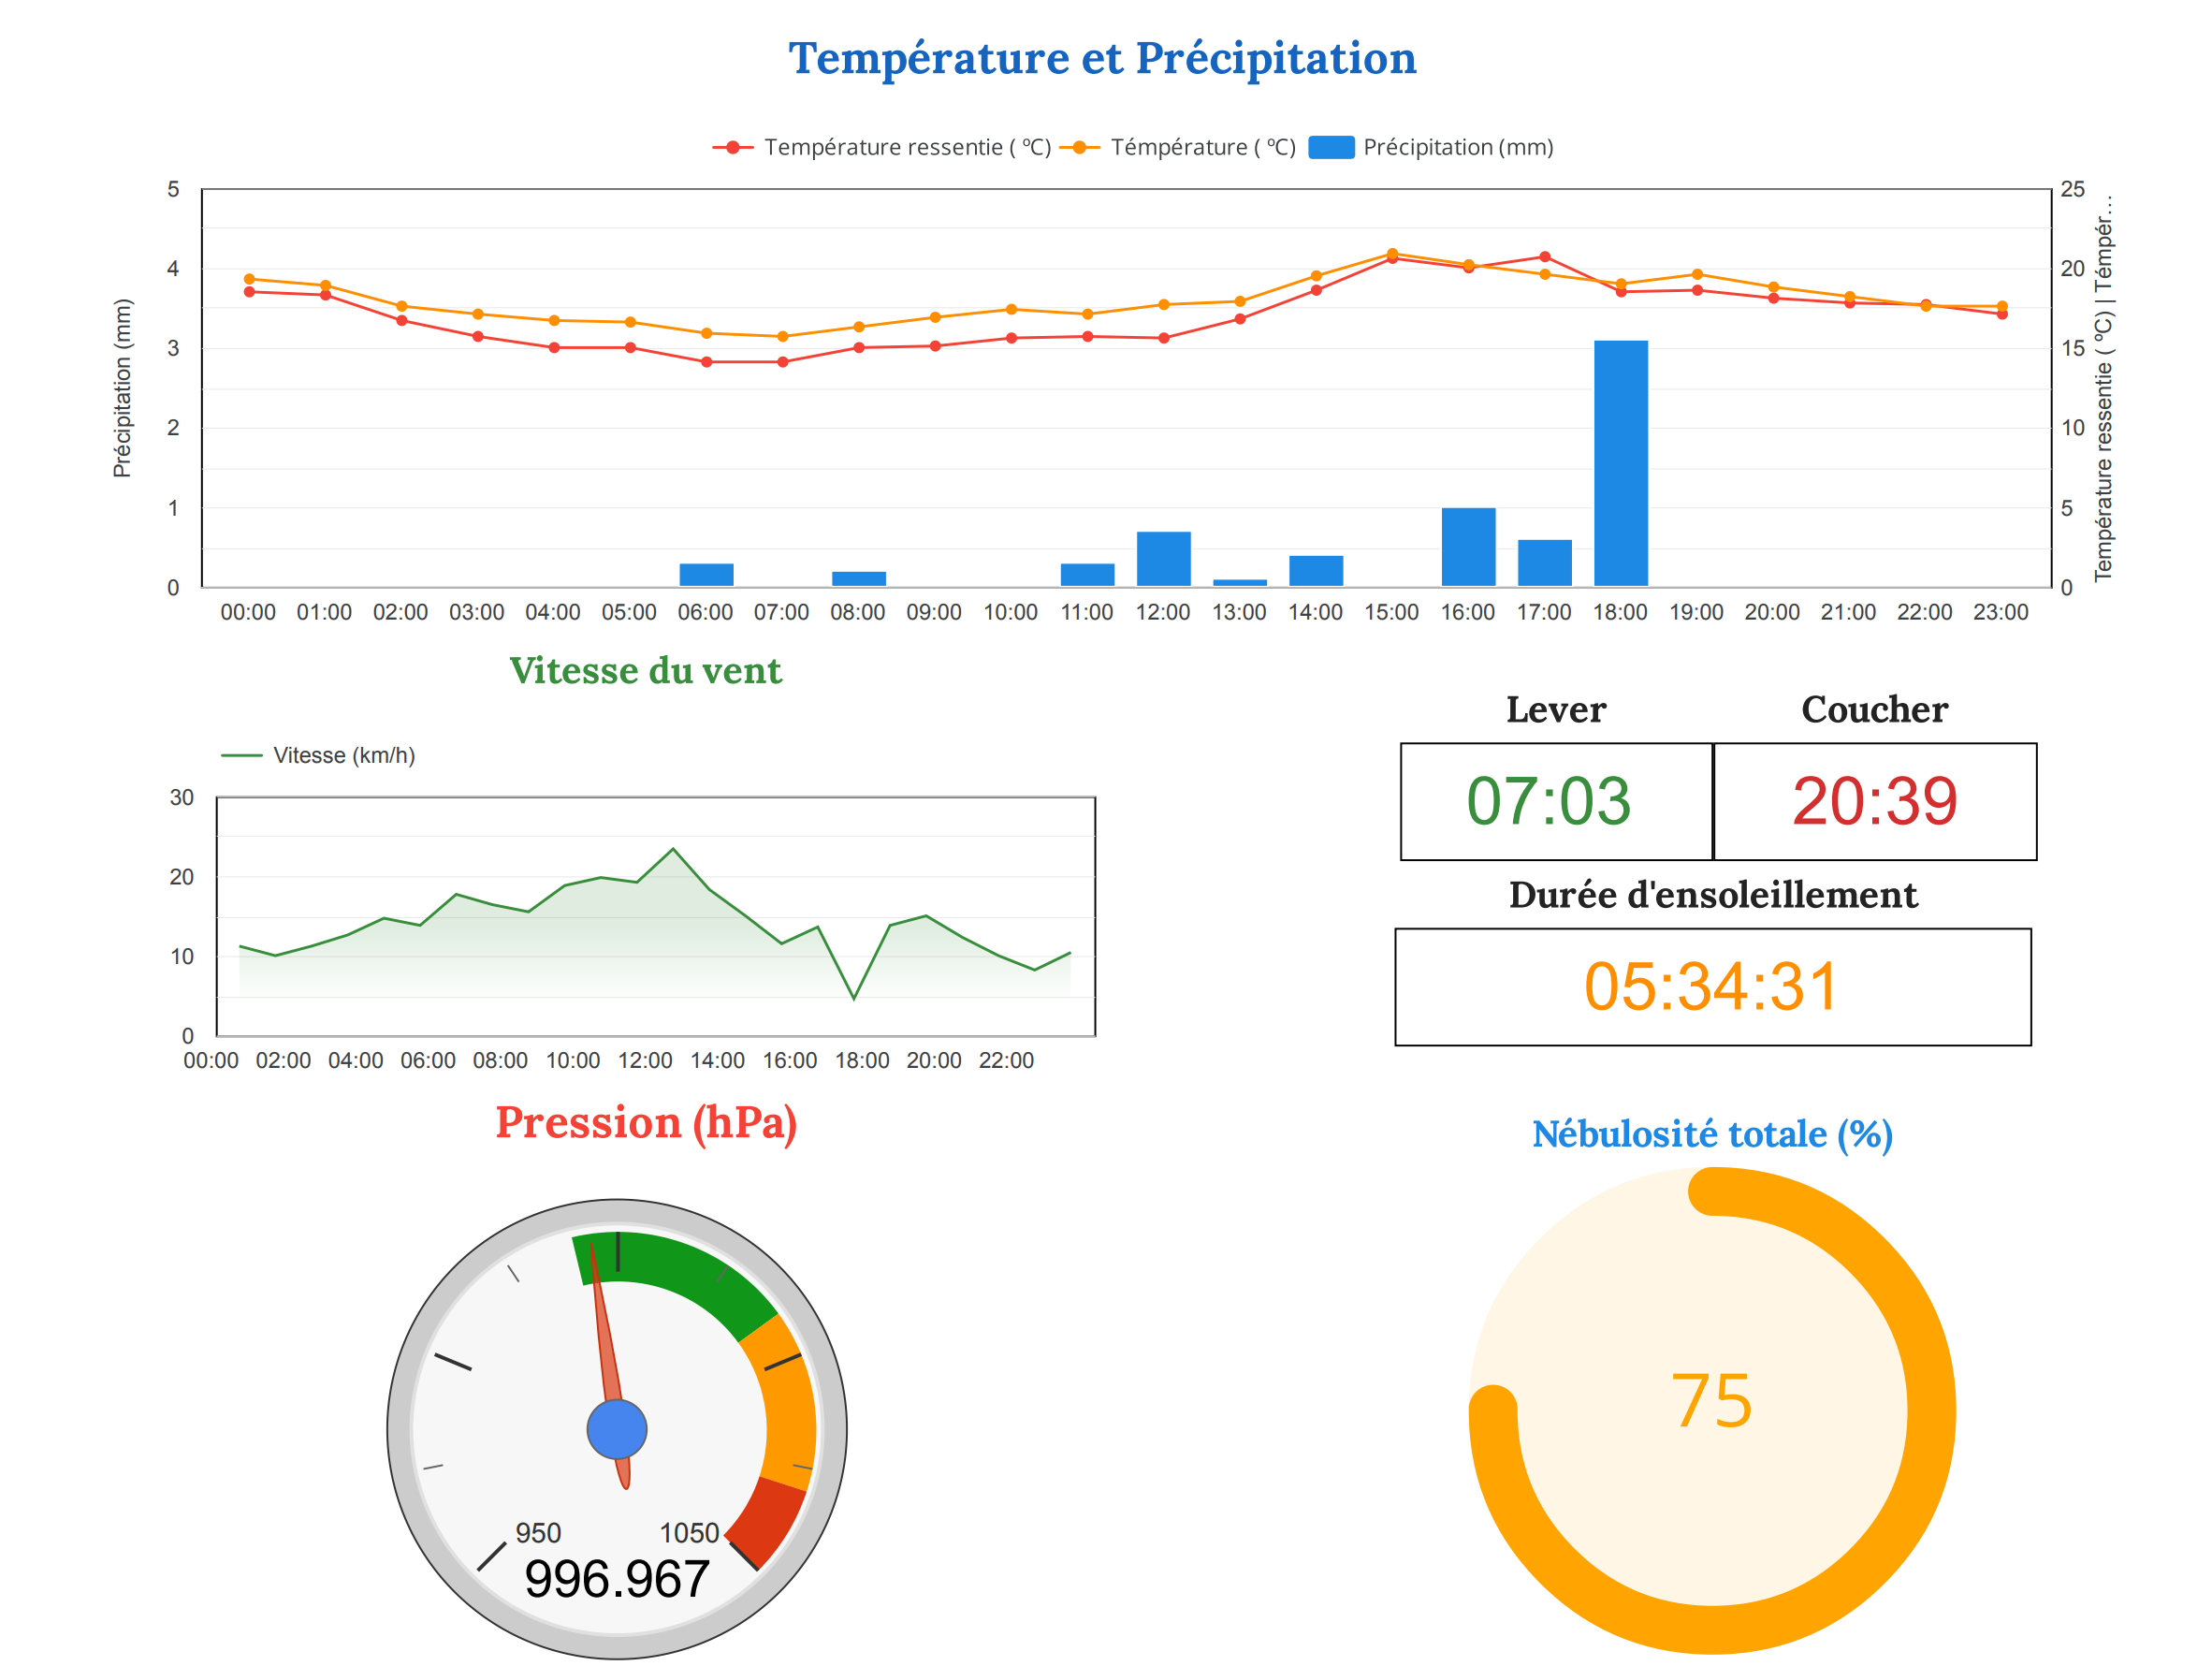 Température et Précipitation
Température ressentie ( ºC) Témpérature ( ºC) Précipitation (mm)
Précipitation (mm)
5
4
3
2
1
0
25
20
15
10
5
0
Température ressentie ( ºC) | Témpér…
00:00 01:00 02:00 03:00 04:00 05:00 06:00 07:00 08:00 09:00 10:00 11:00 12:00 13:00 14:00 15:00 16:00 17:00 18:00 19:00 20:00 21:00 22:00 23:00
Vitesse du vent
Vitesse (km/h)
30
20
10
0
00:00 02:00 04:00 06:00 08:00 10:00 12:00 14:00 16:00 18:00 20:00 22:00
Lever Coucher
07:03 20:39
Durée d'ensoleillement
05:34:31
Pression (hPa)
950 1050
996.967
Nébulosité totale (%)
75